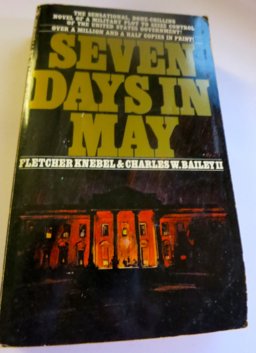 THE SENSATIONAL, BONE-CHILLING
NOVEL OF A MILITARY PLOT TO SEIZE CONTROL
OF THE UNITED STATES GOVERNMENT!
OVER A MILLION AND A HALF COPIES IN PRINT!
SEVEN
DAYS IN
MAY
FLETCHER KNEBEL & CHARLES W. BAILEY II